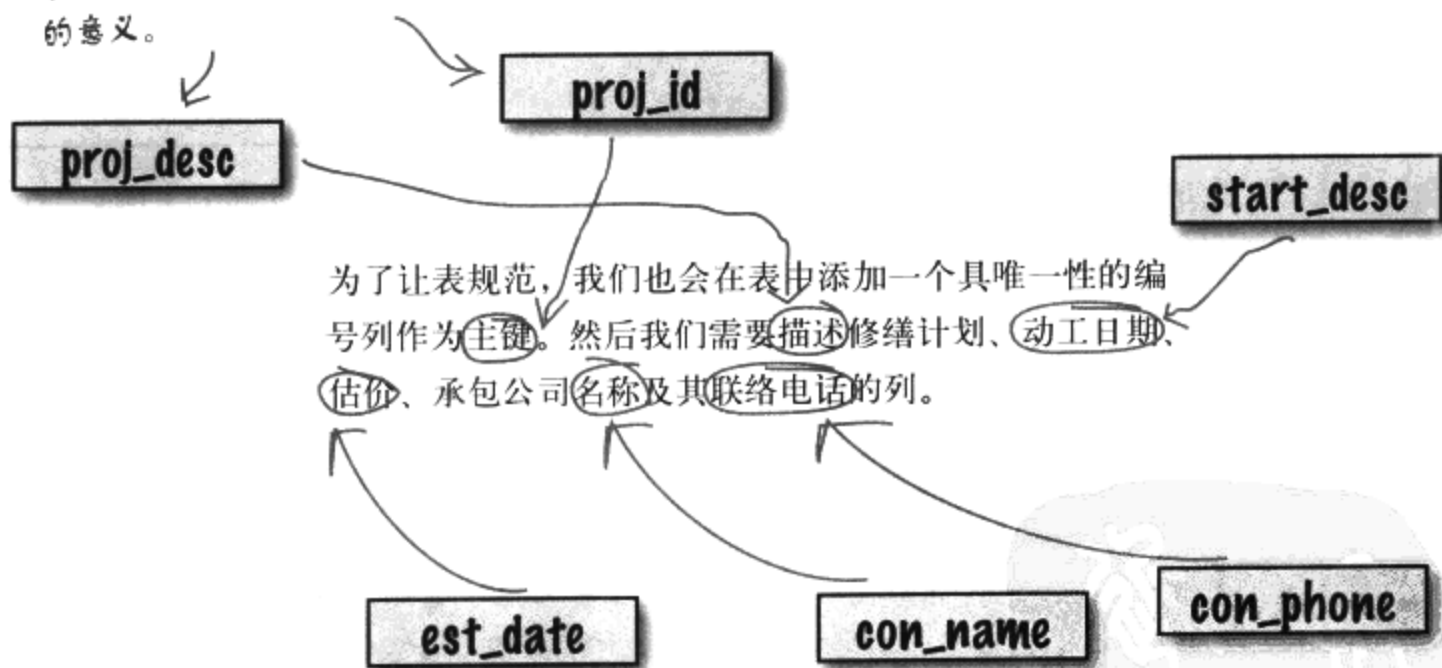 的意义。
proj_id
proj_desc
start_desc
为了让表规范，我们也会在表中添加一个具唯一性的编
号列作为主键。然后我们需要描述修缮计划、动工日期、
估价、承包公司名称及其联络电话的列。
con_phone
est_date
con_name